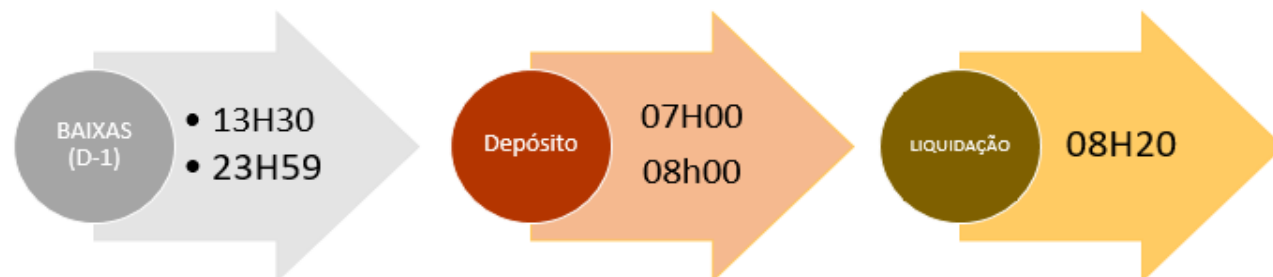 BAIXAS
(D-1)
• 13H30
• 23H59
Depósito
07H00
08h00
LIQUIDAÇÃO
08H20